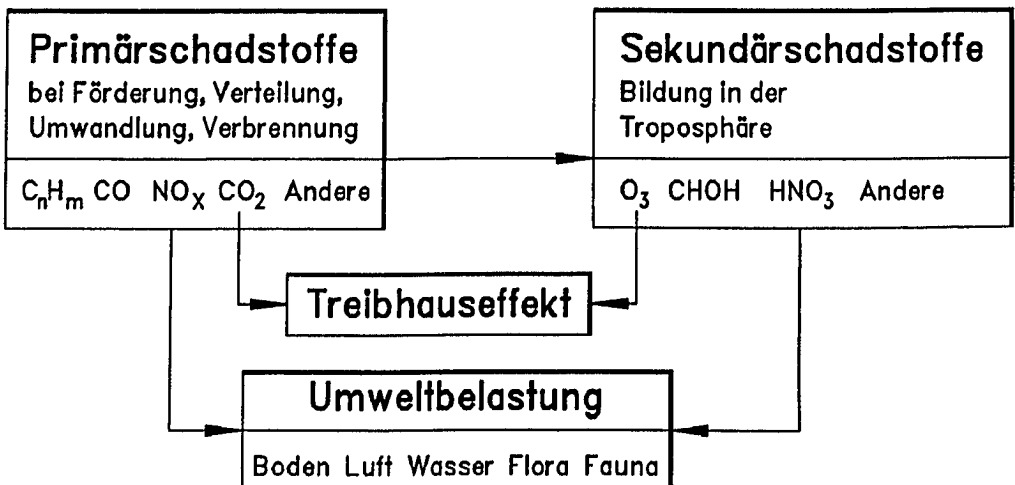 Primärschadstoffe
bei Förderung, Verteilung,
Umwandlung, Verbrennung
CₙHₘ CO NOₓ CO₂ Andere
Sekundärschadstoffe
Bildung in der
Troposphäre
O₃ CHOH HNO₃ Andere
Treibhauseffekt
Umweltbelastung
Boden Luft Wasser Flora Fauna